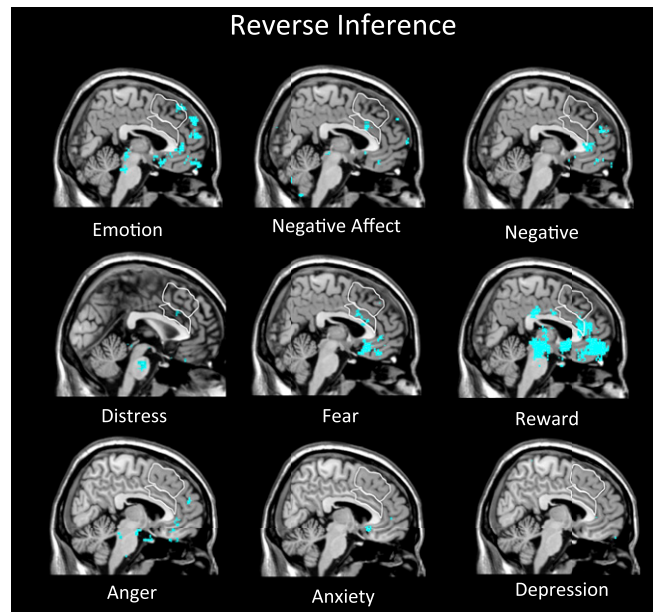 Reverse Inference
Emotion
Negative Affect
Negative
Distress
Fear
Reward
Anger
Anxiety
Depression